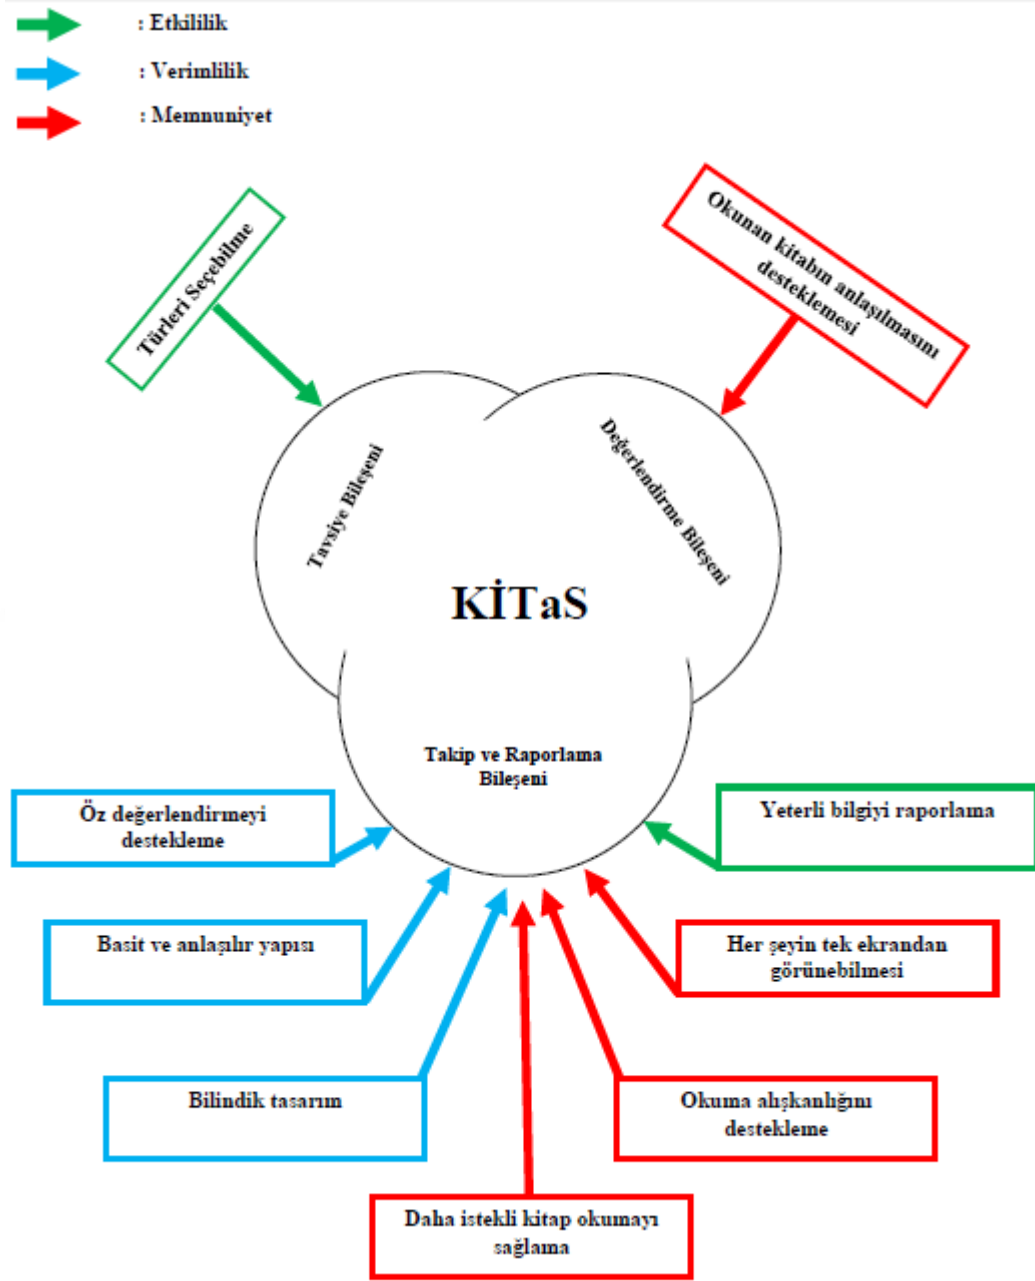 : Etkililik
: Verimlilik
: Memnuniyet
Türleri Seçebilme
Okunan kitabın anlaşılmasını
desteklemesi
Tavsiye Bileşeni
Değerlendirme Bileşeni
KİTaS
Takip ve Raporlama
Bileşeni
Öz değerlendirmeyi
destekleme
Yeterli bilgiyi raporlama
Basit ve anlaşılır yapısı
Her şeyin tek ekrandan
görünebilmesi
Bilindik tasarım
Okuma alışkanlığını
destekleme
Daha istekli kitap okumayı
sağlama